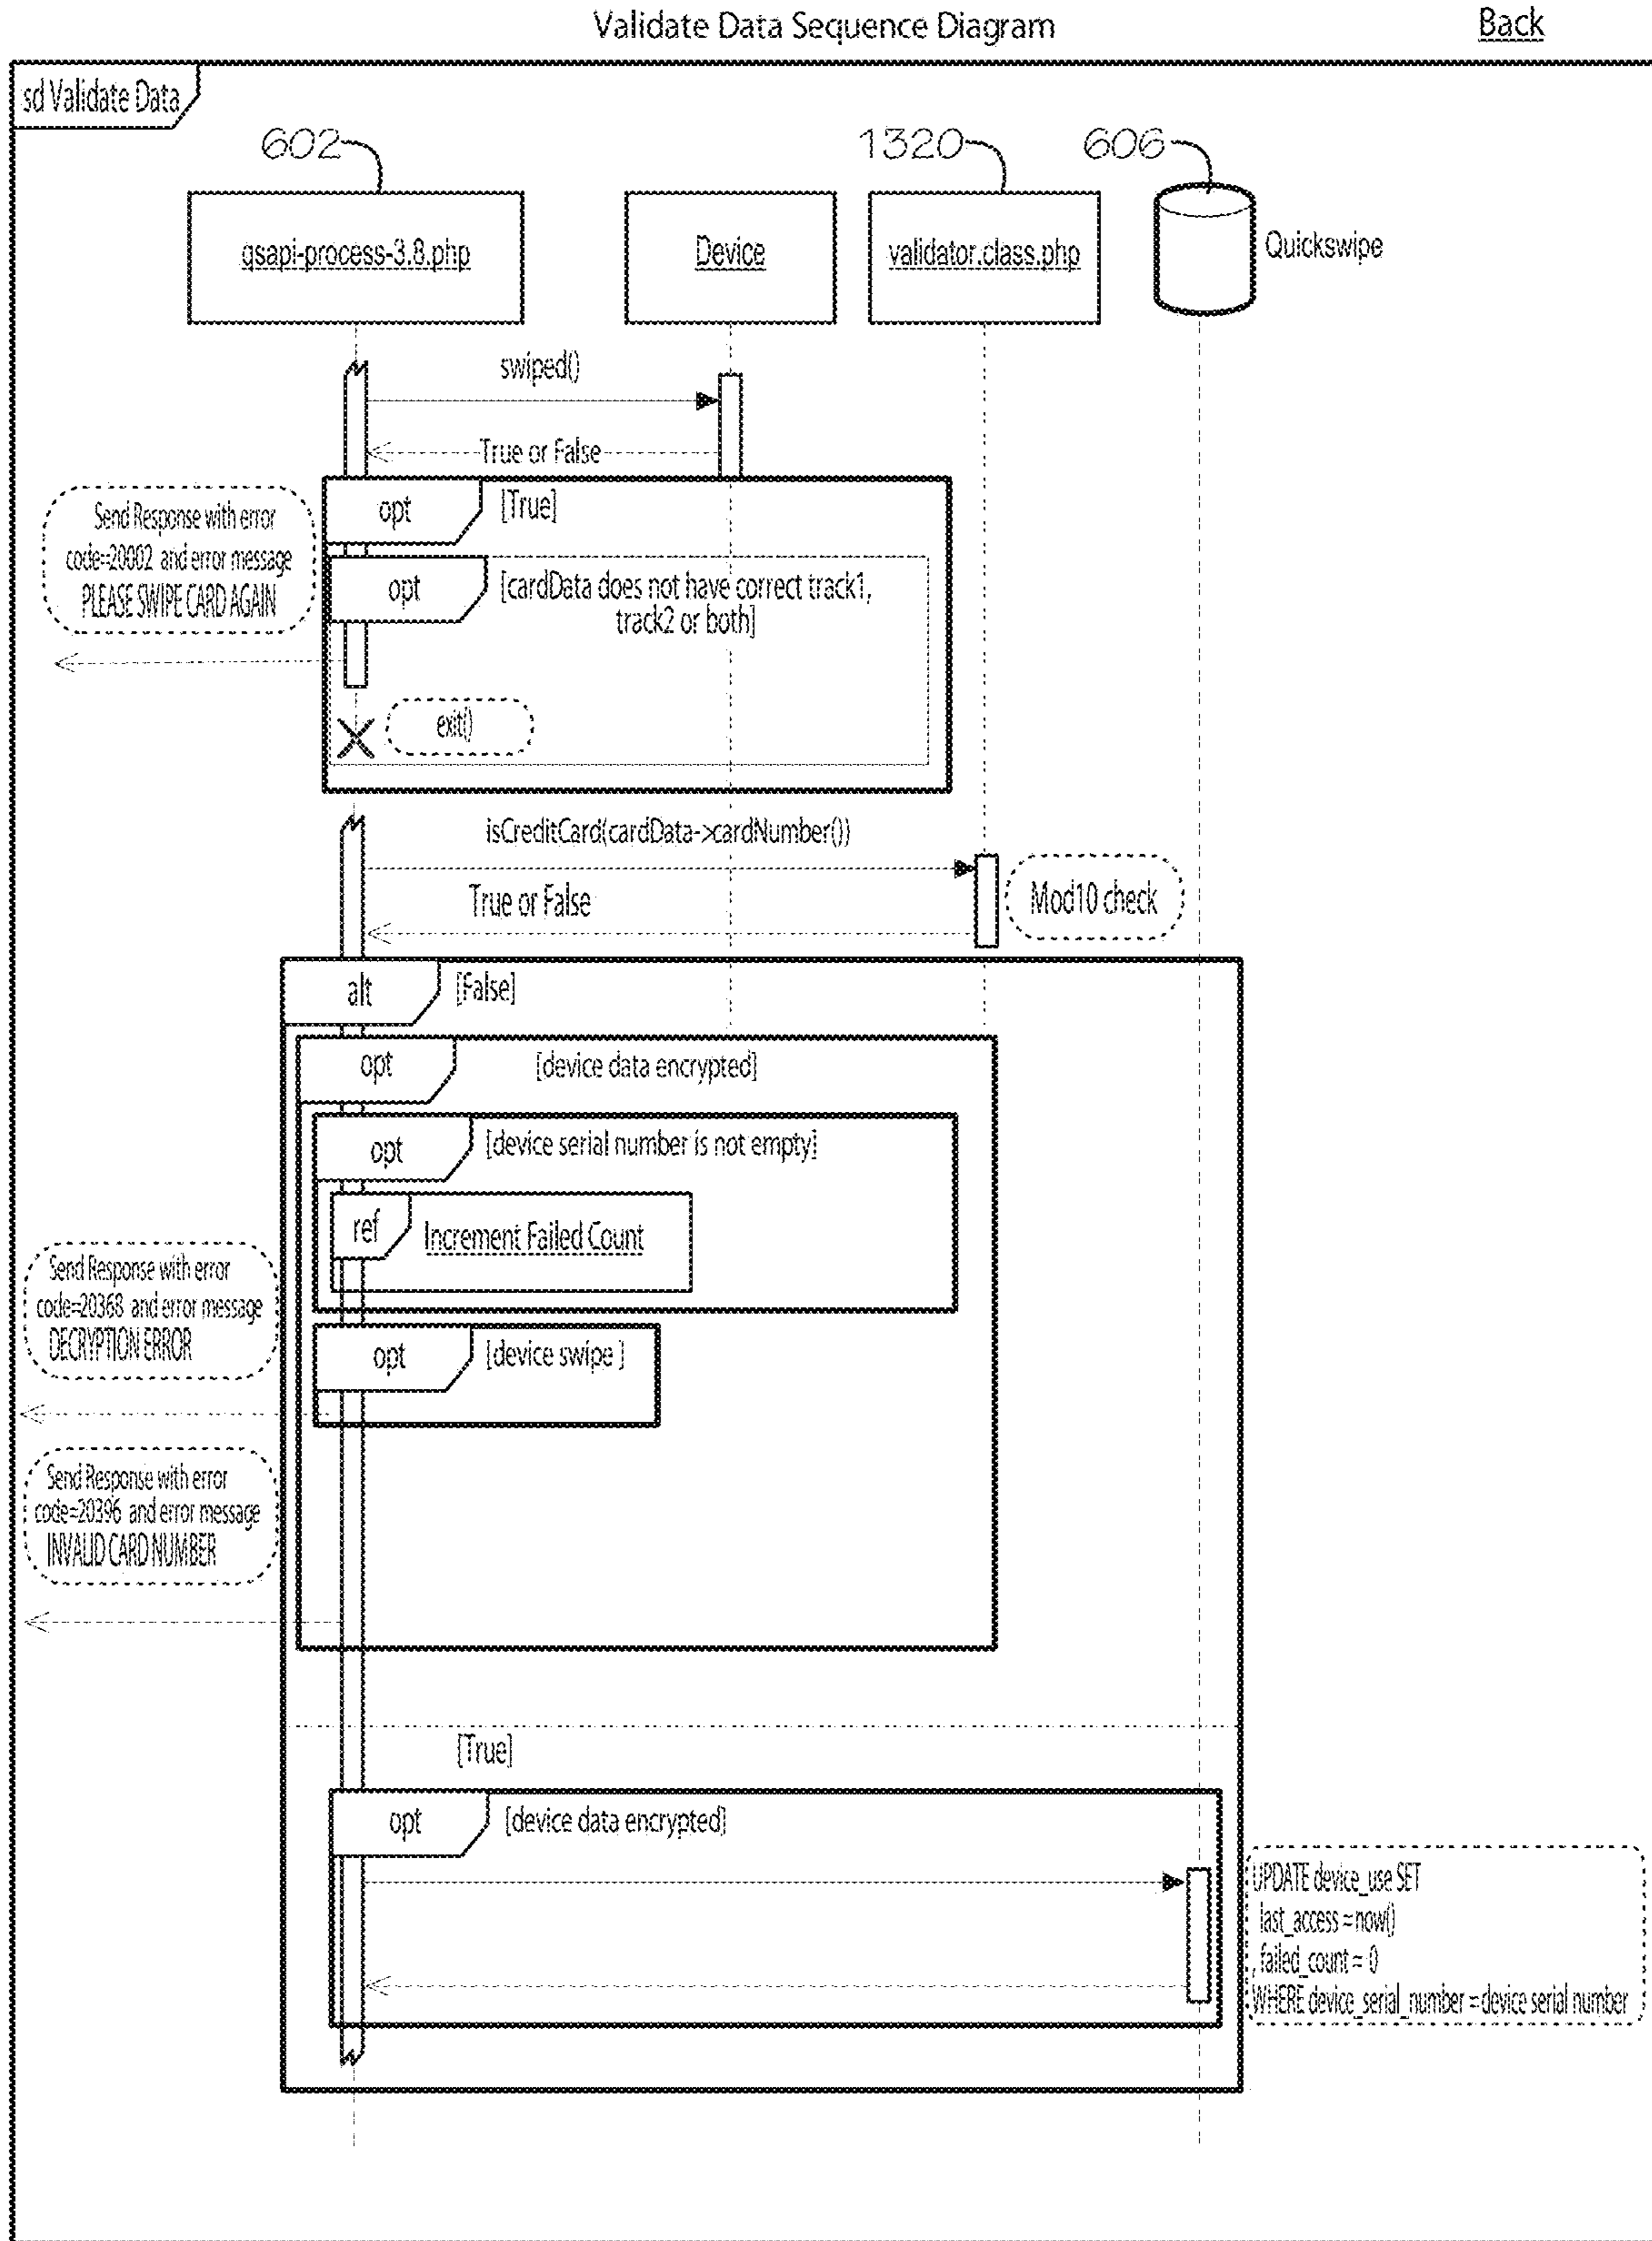 Validate Data Sequence Diagram
Back
sd Validate Data
602
1320
606
qsapi-process-3.8.php
Device
validator.class.php
Quickswipe
swiped()
True or False
opt
[True]
Send Response with error
code=20002 and error message
PLEASE SWIPE CARD AGAIN
opt
[cardData does not have correct track1,
track2 or both]
exit()
isCreditCard(cardData->cardNumber())
True or False
Mod10 check
alt
[False]
opt
[device data encrypted]
opt
[device serial number is not empty]
ref
Increment Failed Count
Send Response with error
code=20368 and error message
DECRYPTION ERROR
opt
[device swipe ]
Send Response with error
code=20396 and error message
INVALID CARD NUMBER
[True]
opt
[device data encrypted]
UPDATE device_use SET
last_access = now()
, failed_count = 0
WHERE device_serial_number = device serial number